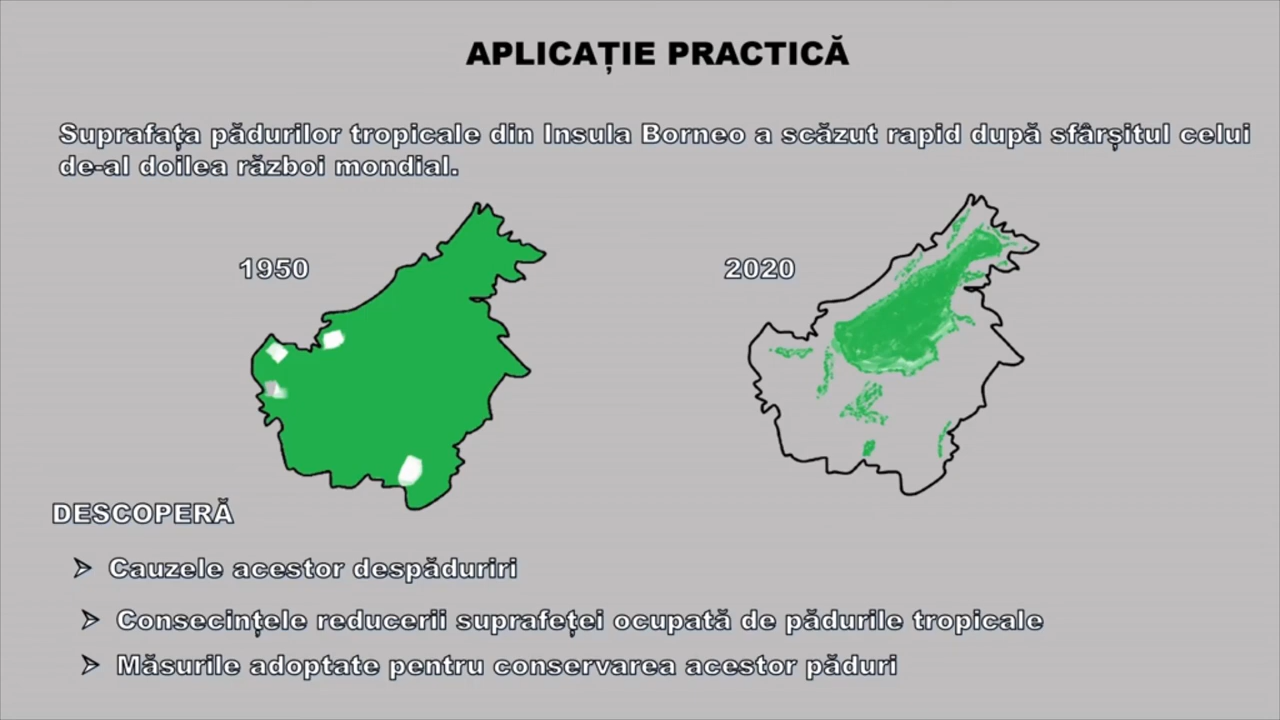 APLICAȚIE PRACTICĂ
Suprafața pădurilor tropicale din Insula Borneo a scăzut rapid după sfârșitul celui
de-al doilea război mondial.
1950
2020
DESCOPERĂ
Cauzele acestor despăduriri
Consecințele reducerii suprafeței ocupată de pădurile tropicale
Măsurile adoptate pentru conservarea acestor păduri